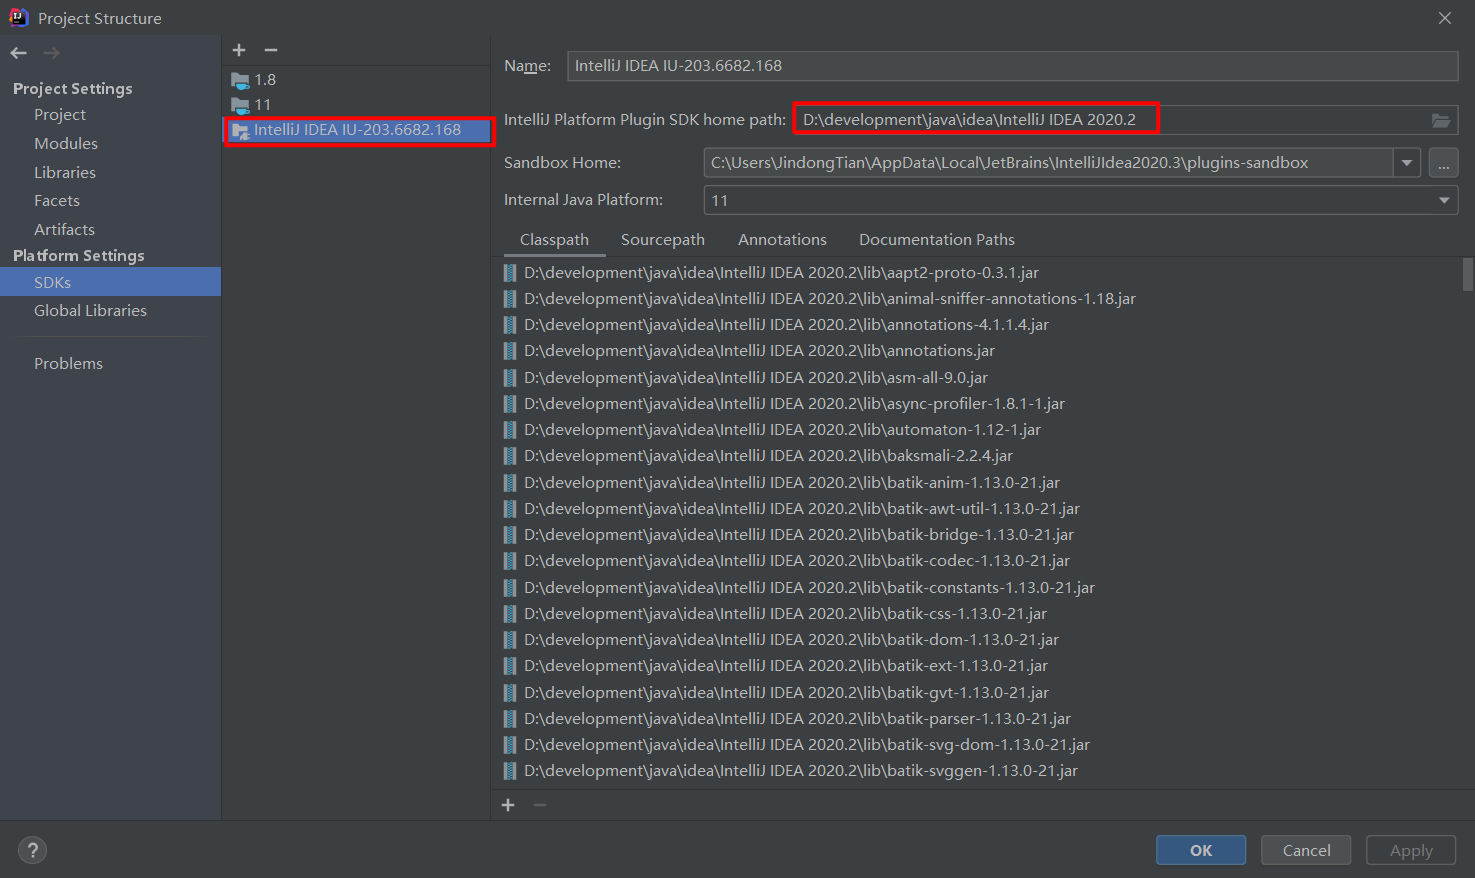 Project Structure
Project Settings
Project
Modules
Libraries
Facets
Artifacts
Platform Settings
SDKs
Global Libraries
Problems
1.8
11
IntelliJ IDEA IU-203.6682.168
Name: IntelliJ IDEA IU-203.6682.168
IntelliJ Platform Plugin SDK home path: D:\development\java\idea\IntelliJ IDEA 2020.2
Sandbox Home: C:\Users\JindongTian\AppData\Local\JetBrains\IntelliJIdea2020.3\plugins-sandbox ...
Internal Java Platform: 11
Classpath Sourcepath Annotations Documentation Paths
D:\development\java\idea\IntelliJ IDEA 2020.2\lib\aapt2-proto-0.3.1.jar
D:\development\java\idea\IntelliJ IDEA 2020.2\lib\animal-sniffer-annotations-1.18.jar
D:\development\java\idea\IntelliJ IDEA 2020.2\lib\annotations-4.1.1.4.jar
D:\development\java\idea\IntelliJ IDEA 2020.2\lib\annotations.jar
D:\development\java\idea\IntelliJ IDEA 2020.2\lib\asm-all-9.0.jar
D:\development\java\idea\IntelliJ IDEA 2020.2\lib\async-profiler-1.8.1-1.jar
D:\development\java\idea\IntelliJ IDEA 2020.2\lib\automaton-1.12-1.jar
D:\development\java\idea\IntelliJ IDEA 2020.2\lib\baksmali-2.2.4.jar
D:\development\java\idea\IntelliJ IDEA 2020.2\lib\batik-anim-1.13.0-21.jar
D:\development\java\idea\IntelliJ IDEA 2020.2\lib\batik-awt-util-1.13.0-21.jar
D:\development\java\idea\IntelliJ IDEA 2020.2\lib\batik-bridge-1.13.0-21.jar
D:\development\java\idea\IntelliJ IDEA 2020.2\lib\batik-codec-1.13.0-21.jar
D:\development\java\idea\IntelliJ IDEA 2020.2\lib\batik-constants-1.13.0-21.jar
D:\development\java\idea\IntelliJ IDEA 2020.2\lib\batik-css-1.13.0-21.jar
D:\development\java\idea\IntelliJ IDEA 2020.2\lib\batik-dom-1.13.0-21.jar
D:\development\java\idea\IntelliJ IDEA 2020.2\lib\batik-ext-1.13.0-21.jar
D:\development\java\idea\IntelliJ IDEA 2020.2\lib\batik-gvt-1.13.0-21.jar
D:\development\java\idea\IntelliJ IDEA 2020.2\lib\batik-parser-1.13.0-21.jar
D:\development\java\idea\IntelliJ IDEA 2020.2\lib\batik-svg-dom-1.13.0-21.jar
D:\development\java\idea\IntelliJ IDEA 2020.2\lib\batik-svggen-1.13.0-21.jar
? OK Cancel Apply